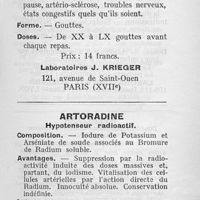 pause, artério-sclérose, troubles nerveux,
états congestifs quels qu'ils soient.
Forme. — Gouttes.
Doses. — De XX à LX gouttes avant
chaque repas.
Prix : 14 francs.
Laboratoires J. KRIEGER
121, avenue de Saint-Ouen
PARIS (XVIIe)
ARTORADINE
Hypotenseur radioactif.
Composition. — Iodure de Potassium et
Arséniate de soude associés au Bromure
de Radium soluble.
Avantages. — Suppression par la radio-
activité induite des doses massives et,
partant, du iodisme. Vitalisation des cel-
lules artérielles par l'action directe du
Radium. Innocuité absolue. Conservation
indéfinie.